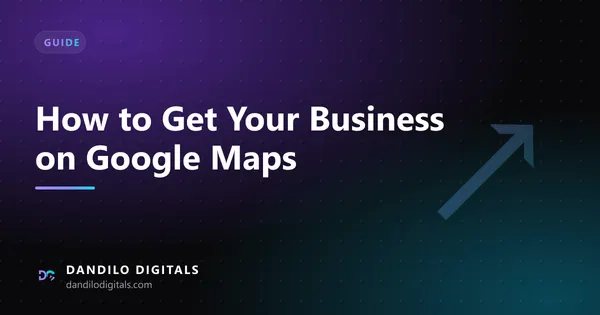 GUIDE
How to Get Your Business
on Google Maps
DANDILO DIGITALS
dandilodigitals.com